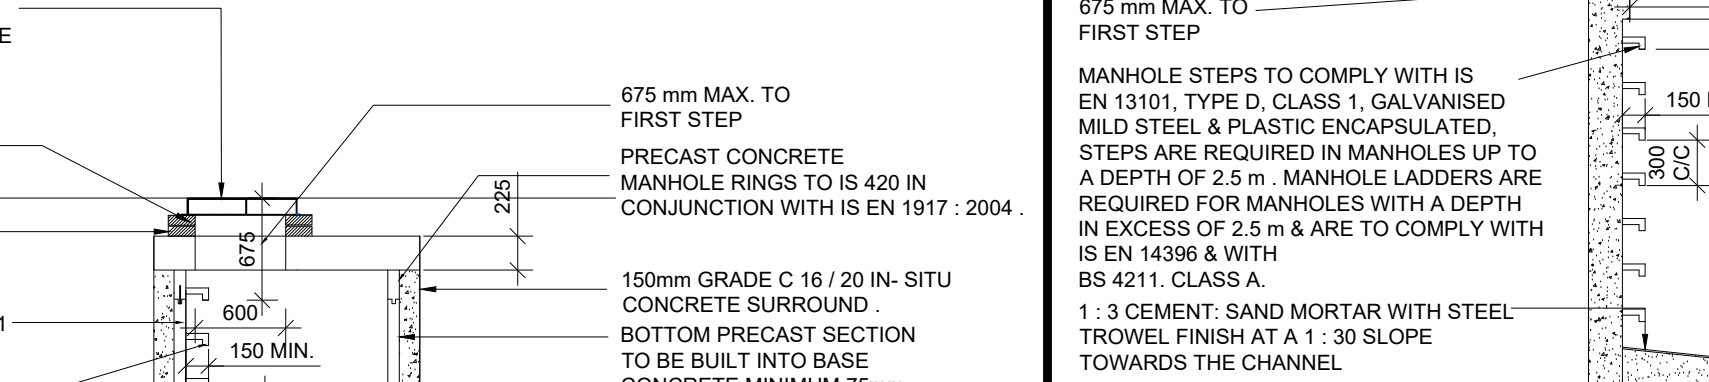 E
675 mm MAX. TO
FIRST STEP
PRECAST CONCRETE
MANHOLE RINGS TO IS 420 IN
CONJUNCTION WITH IS EN 1917 : 2004 .
225
675
150mm GRADE C 16 / 20 IN- SITU
CONCRETE SURROUND .
600
1
BOTTOM PRECAST SECTION
150 MIN.
TO BE BUILT INTO BASE
CONCRETE MINIMUM 75mm
675 mm MAX. TO
FIRST STEP
MANHOLE STEPS TO COMPLY WITH IS
EN 13101, TYPE D, CLASS 1, GALVANISED
MILD STEEL & PLASTIC ENCAPSULATED,
STEPS ARE REQUIRED IN MANHOLES UP TO
A DEPTH OF 2.5 m . MANHOLE LADDERS ARE
REQUIRED FOR MANHOLES WITH A DEPTH
IN EXCESS OF 2.5 m & ARE TO COMPLY WITH
IS EN 14396 & WITH
BS 4211. CLASS A.
1 : 3 CEMENT: SAND MORTAR WITH STEEL
TROWEL FINISH AT A 1 : 30 SLOPE
TOWARDS THE CHANNEL
150
300
C/C